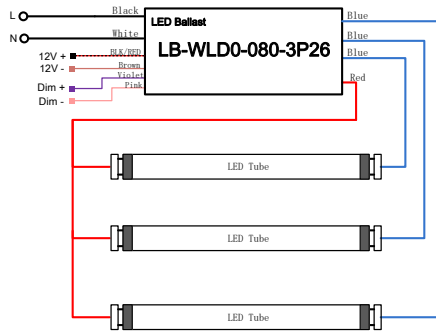 L
Black
N
White
12V +
BLK/RED
12V -
Brown
Dim +
Violet
Dim -
Pink
LED Ballast
LB-WLD0-080-3P26
Blue
Blue
Blue
Red
LED Tube
LED Tube
LED Tube